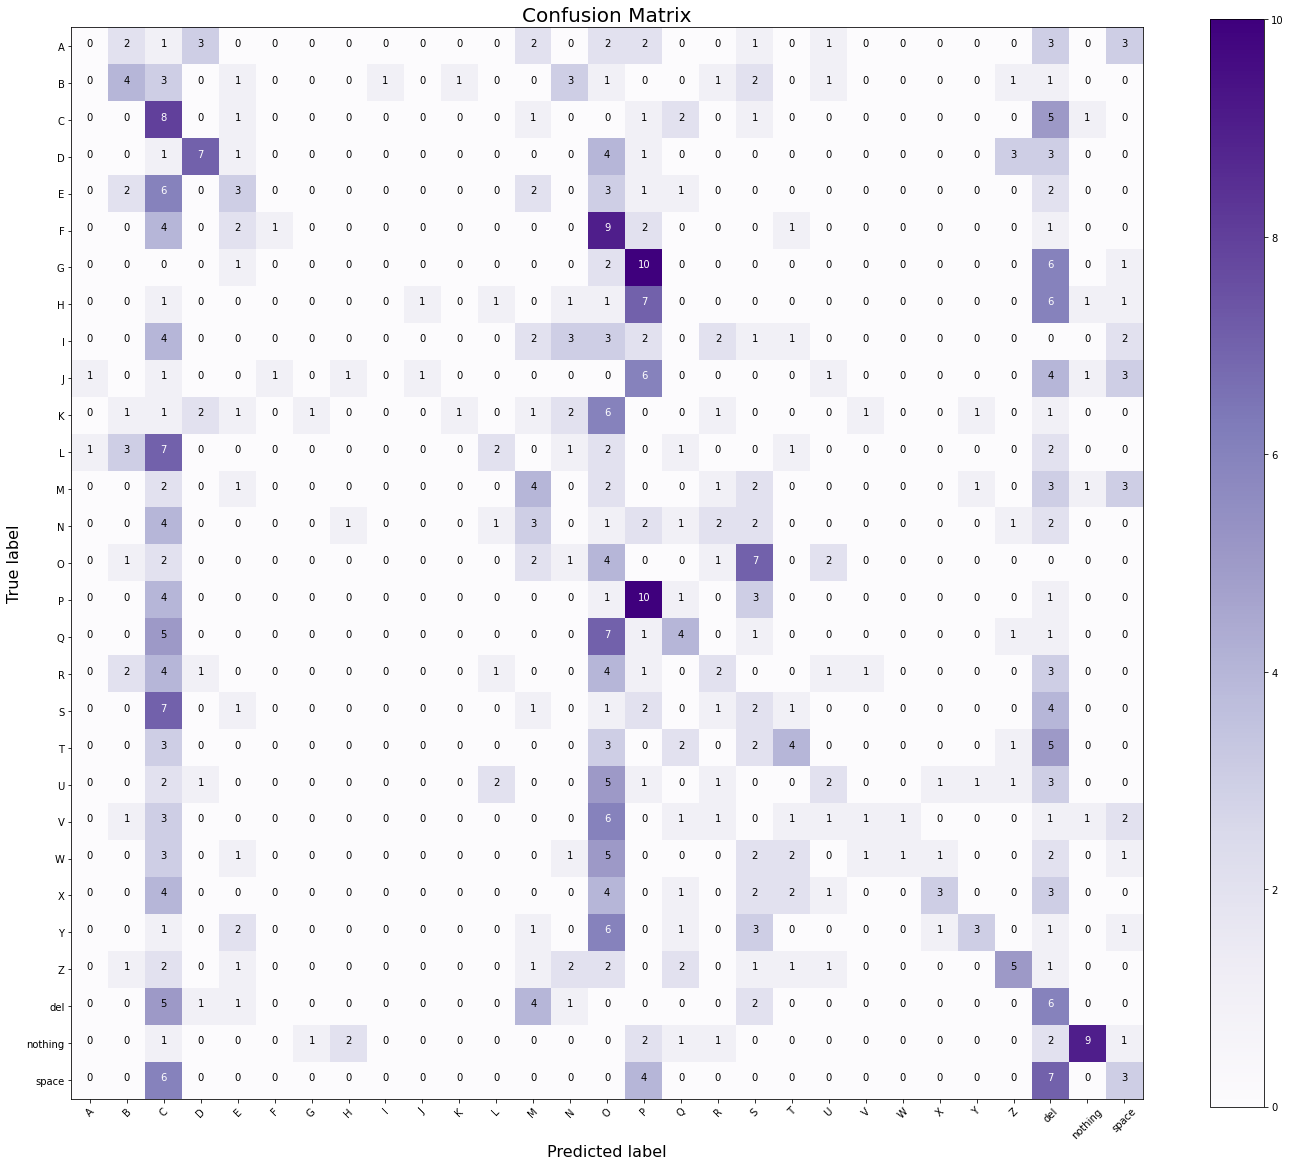 Confusion Matrix
A 0 2 1 3 0 0 0 0 0 0 0 0 2 0 2 2 0 0 1 0 1 0 0 0 0 0 3 0 3
B 0 4 3 0 1 0 0 0 1 0 1 0 0 3 1 0 0 1 2 0 1 0 0 0 0 1 1 0 0
C 0 0 8 0 1 0 0 0 0 0 0 0 1 0 0 1 2 0 1 0 0 0 0 0 0 0 5 1 0
D 0 0 1 7 1 0 0 0 0 0 0 0 0 0 4 1 0 0 0 0 0 0 0 0 0 3 3 0 0
E 0 2 6 0 3 0 0 0 0 0 0 0 2 0 3 1 1 0 0 0 0 0 0 0 0 0 2 0 0
F 0 0 4 0 2 1 0 0 0 0 0 0 0 0 9 2 0 0 0 1 0 0 0 0 0 0 1 0 0
G 0 0 0 0 1 0 0 0 0 0 0 0 0 0 2 10 0 0 0 0 0 0 0 0 0 0 6 0 1
H 0 0 1 0 0 0 0 0 0 1 0 1 0 1 1 7 0 0 0 0 0 0 0 0 0 0 6 1 1
I 0 0 4 0 0 0 0 0 0 0 0 0 2 3 3 2 0 2 1 1 0 0 0 0 0 0 0 0 2
J 1 0 1 0 0 1 0 1 0 1 0 0 0 0 0 6 0 0 0 0 1 0 0 0 0 0 4 1 3
K 0 1 1 2 1 0 1 0 0 0 1 0 1 2 6 0 0 1 0 0 0 1 0 0 1 0 1 0 0
L 1 3 7 0 0 0 0 0 0 0 0 2 0 1 2 0 1 0 0 1 0 0 0 0 0 0 2 0 0
M 0 0 2 0 1 0 0 0 0 0 0 0 4 0 2 0 0 1 2 0 0 0 0 0 1 0 3 1 3
N 0 0 4 0 0 0 0 1 0 0 0 1 3 0 1 2 1 2 2 0 0 0 0 0 0 1 2 0 0
O 0 1 2 0 0 0 0 0 0 0 0 0 2 1 4 0 0 1 7 0 2 0 0 0 0 0 0 0 0
P 0 0 4 0 0 0 0 0 0 0 0 0 0 0 1 10 1 0 3 0 0 0 0 0 0 0 1 0 0
Q 0 0 5 0 0 0 0 0 0 0 0 0 0 0 7 1 4 0 1 0 0 0 0 0 0 1 1 0 0
R 0 2 4 1 0 0 0 0 0 0 0 1 0 0 4 1 0 2 0 0 1 1 0 0 0 0 3 0 0
S 0 0 7 0 1 0 0 0 0 0 0 0 1 0 1 2 0 1 2 1 0 0 0 0 0 0 4 0 0
T 0 0 3 0 0 0 0 0 0 0 0 0 0 0 3 0 2 0 2 4 0 0 0 0 0 1 5 0 0
U 0 0 2 1 0 0 0 0 0 0 0 2 0 0 5 1 0 1 0 0 2 0 0 1 1 1 3 0 0
V 0 1 3 0 0 0 0 0 0 0 0 0 0 0 6 0 1 1 0 1 1 1 1 0 0 0 1 1 2
W 0 0 3 0 1 0 0 0 0 0 0 0 0 1 5 0 0 0 2 2 0 1 1 1 0 0 2 0 1
X 0 0 4 0 0 0 0 0 0 0 0 0 0 0 4 0 1 0 2 2 1 0 0 3 0 0 3 0 0
Y 0 0 1 0 2 0 0 0 0 0 0 0 1 0 6 0 1 0 3 0 0 0 0 1 3 0 1 0 1
Z 0 1 2 0 1 0 0 0 0 0 0 0 1 2 2 0 2 0 1 1 1 0 0 0 0 5 1 0 0
del 0 0 5 1 1 0 0 0 0 0 0 0 4 1 0 0 0 0 2 0 0 0 0 0 0 0 6 0 0
nothing 0 0 1 0 0 0 1 2 0 0 0 0 0 0 0 2 1 1 0 0 0 0 0 0 0 0 2 9 1
space 0 0 6 0 0 0 0 0 0 0 0 0 0 0 0 4 0 0 0 0 0 0 0 0 0 0 7 0 3
A B C D E F G H I J K L M N O P Q R S T U V W X Y Z del nothing space
Predicted label
True label
10
8
6
4
2
0